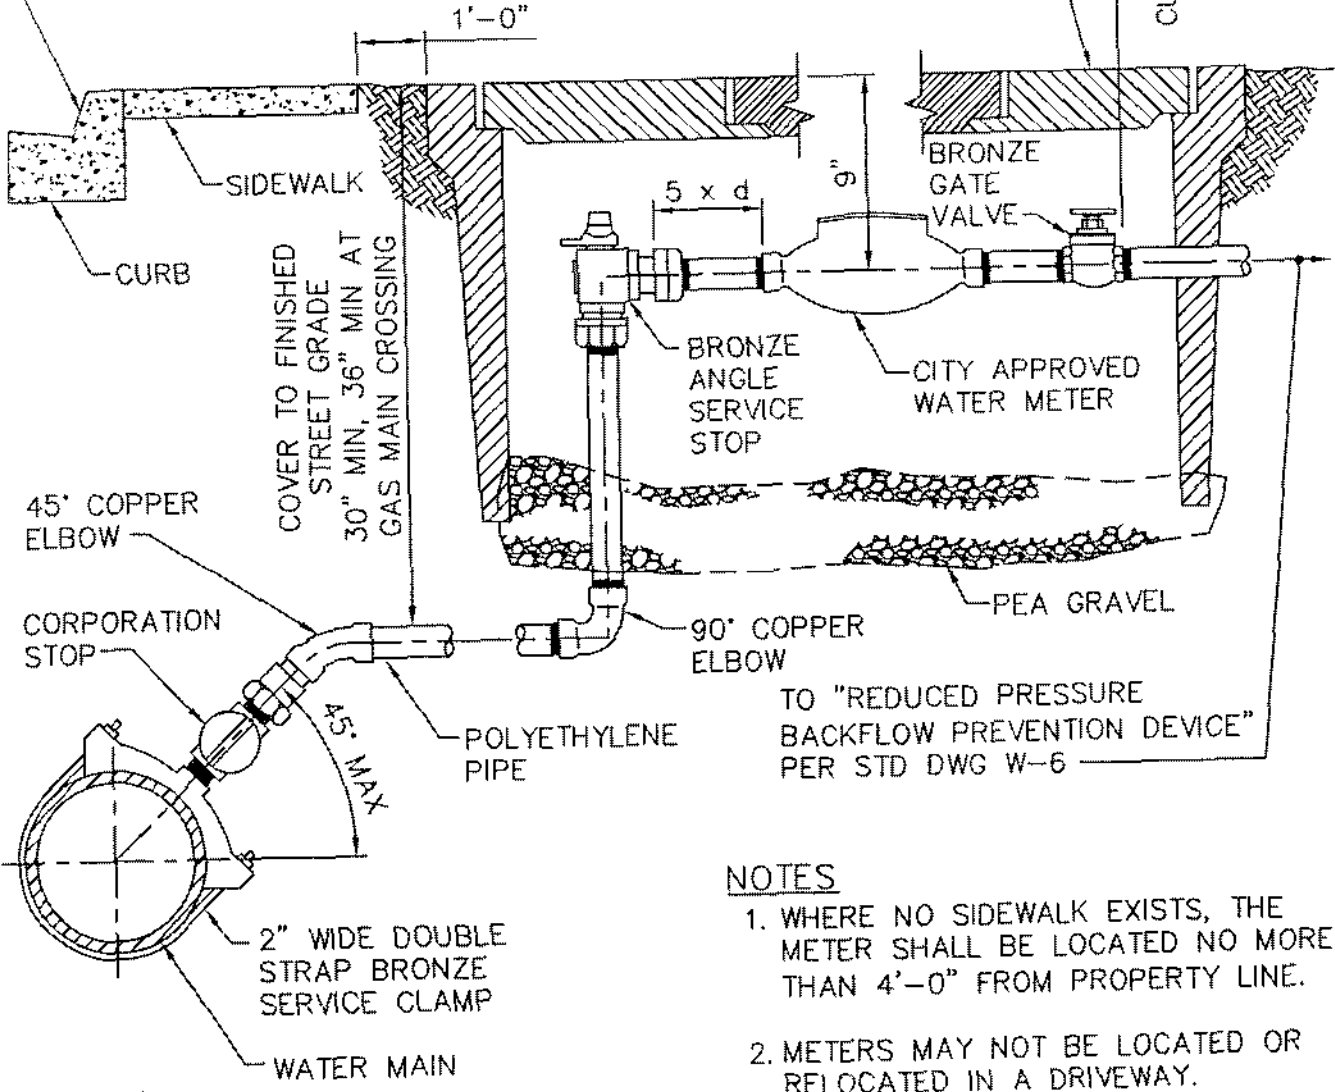 1'-0"
CL
SIDEWALK
CURB
COVER TO FINISHED
STREET GRADE
30" MIN, 36" MIN AT
GAS MAIN CROSSING
5 x d
9"
BRONZE
GATE
VALVE
BRONZE
ANGLE
SERVICE
STOP
CITY APPROVED
WATER METER
45° COPPER
ELBOW
CORPORATION
STOP
45° MAX
POLYETHYLENE
PIPE
90° COPPER
ELBOW
PEA GRAVEL
TO "REDUCED PRESSURE
BACKFLOW PREVENTION DEVICE"
PER STD DWG W-6
2" WIDE DOUBLE
STRAP BRONZE
SERVICE CLAMP
WATER MAIN
NOTES
1. WHERE NO SIDEWALK EXISTS, THE
METER SHALL BE LOCATED NO MORE
THAN 4'-0" FROM PROPERTY LINE.
2. METERS MAY NOT BE LOCATED OR
RELOCATED IN A DRIVEWAY.